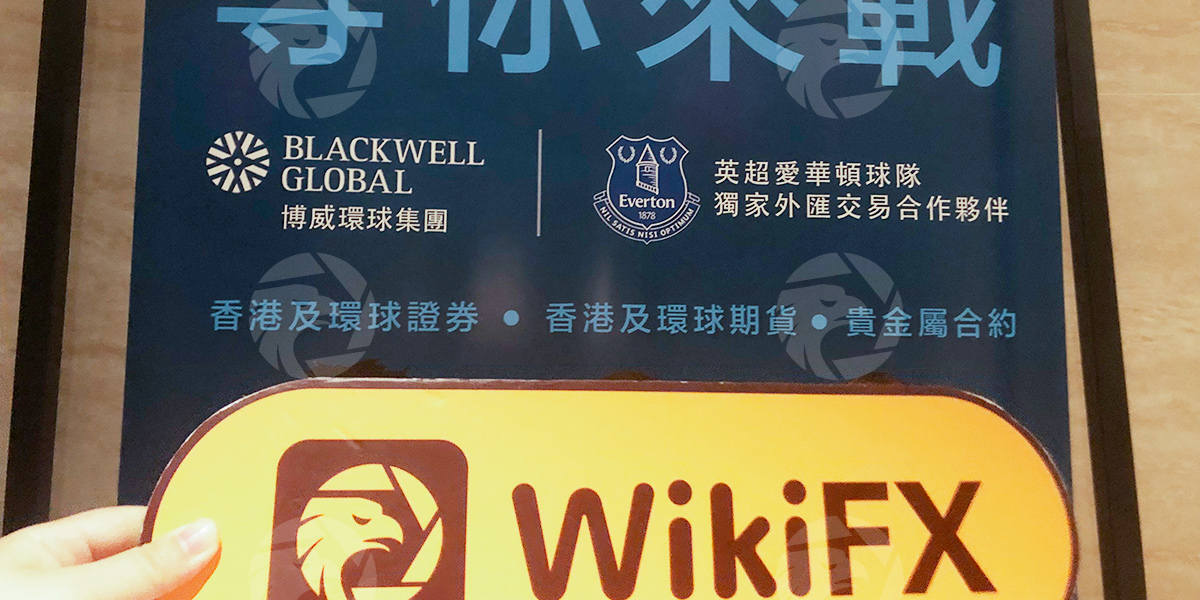 等你來戰
BLACKWELL
GLOBAL
博威環球集團
Everton
1878
NIL SATIS NISI OPTIMUM
英超愛華頓球隊
獨家外匯交易合作夥伴
香港及環球證券 • 香港及環球期貨 • 貴金屬合約
WikiFX